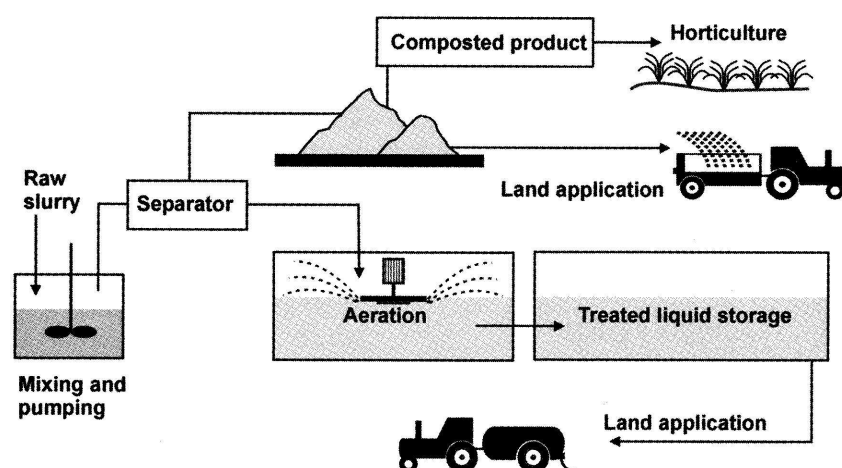 Composted product
Horticulture
Raw
slurry
Separator
Land application
Aeration
Treated liquid storage
Mixing and
pumping
Land application